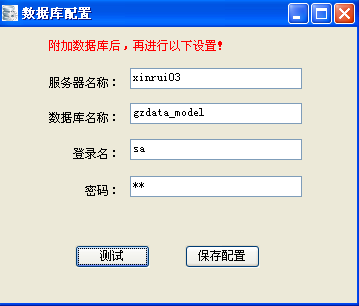 数据库配置
附加数据库后，再进行以下设置！
服务器名称： xinrui03
数据库名称： gzdata_model
登录名： sa
密码： **
测试 保存配置